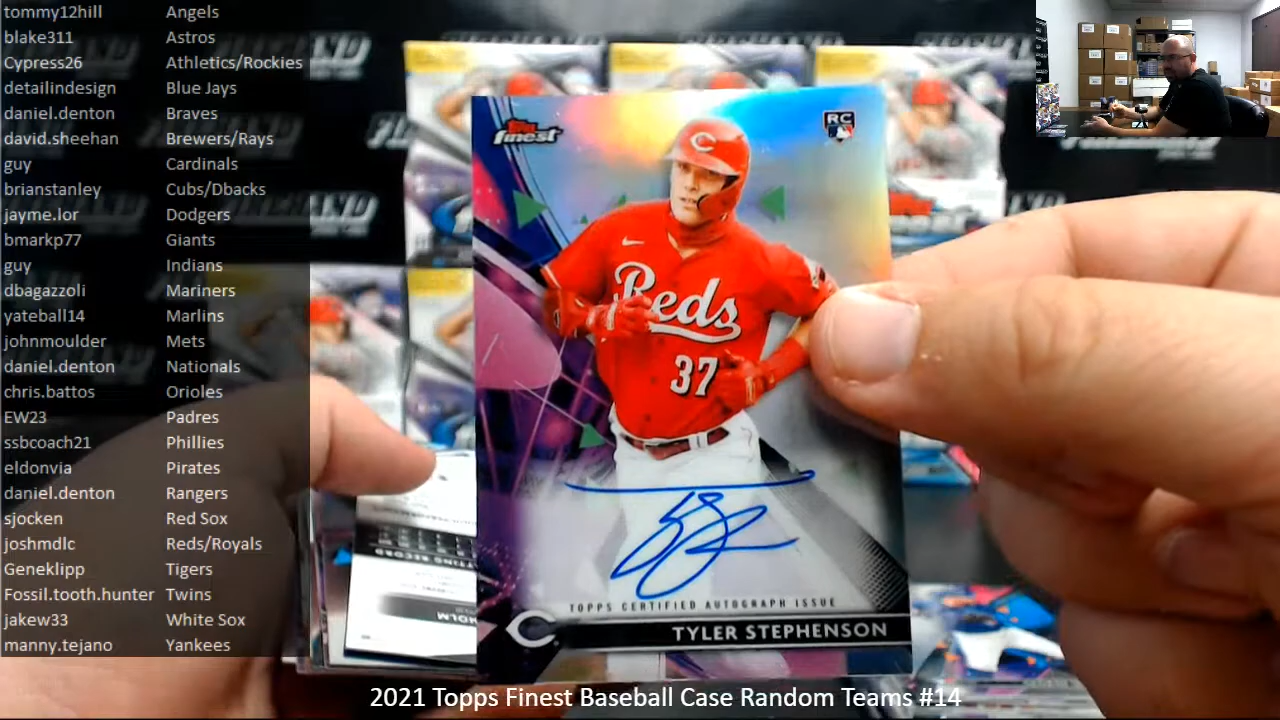 tommy12hill Angels
blake311 Astros
Cypress26 Athletics/Rockies
detailindesign Blue Jays
daniel.denton Braves
david.sheehan Brewers/Rays
guy Cardinals
brianstanley Cubs/Dbacks
jayme.lor Dodgers
bmarkp77 Giants
guy Indians
dbagazzoli Mariners
yateball14 Marlins
johnmoulder Mets
daniel.denton Nationals
chris.battos Orioles
EW23 Padres
ssbcoach21 Phillies
eldonvia Pirates
daniel.denton Rangers
sjocken Red Sox
joshmdlc Reds/Royals
Geneklipp Tigers
Fossil.tooth.hunter Twins
jakew33 White Sox
manny.tejano Yankees
Topps
finest
RC
C
Reds
37
TOPPS CERTIFIED AUTOGRAPH ISSUE
TYLER STEPHENSON
2021 Topps Finest Baseball Case Random Teams #14